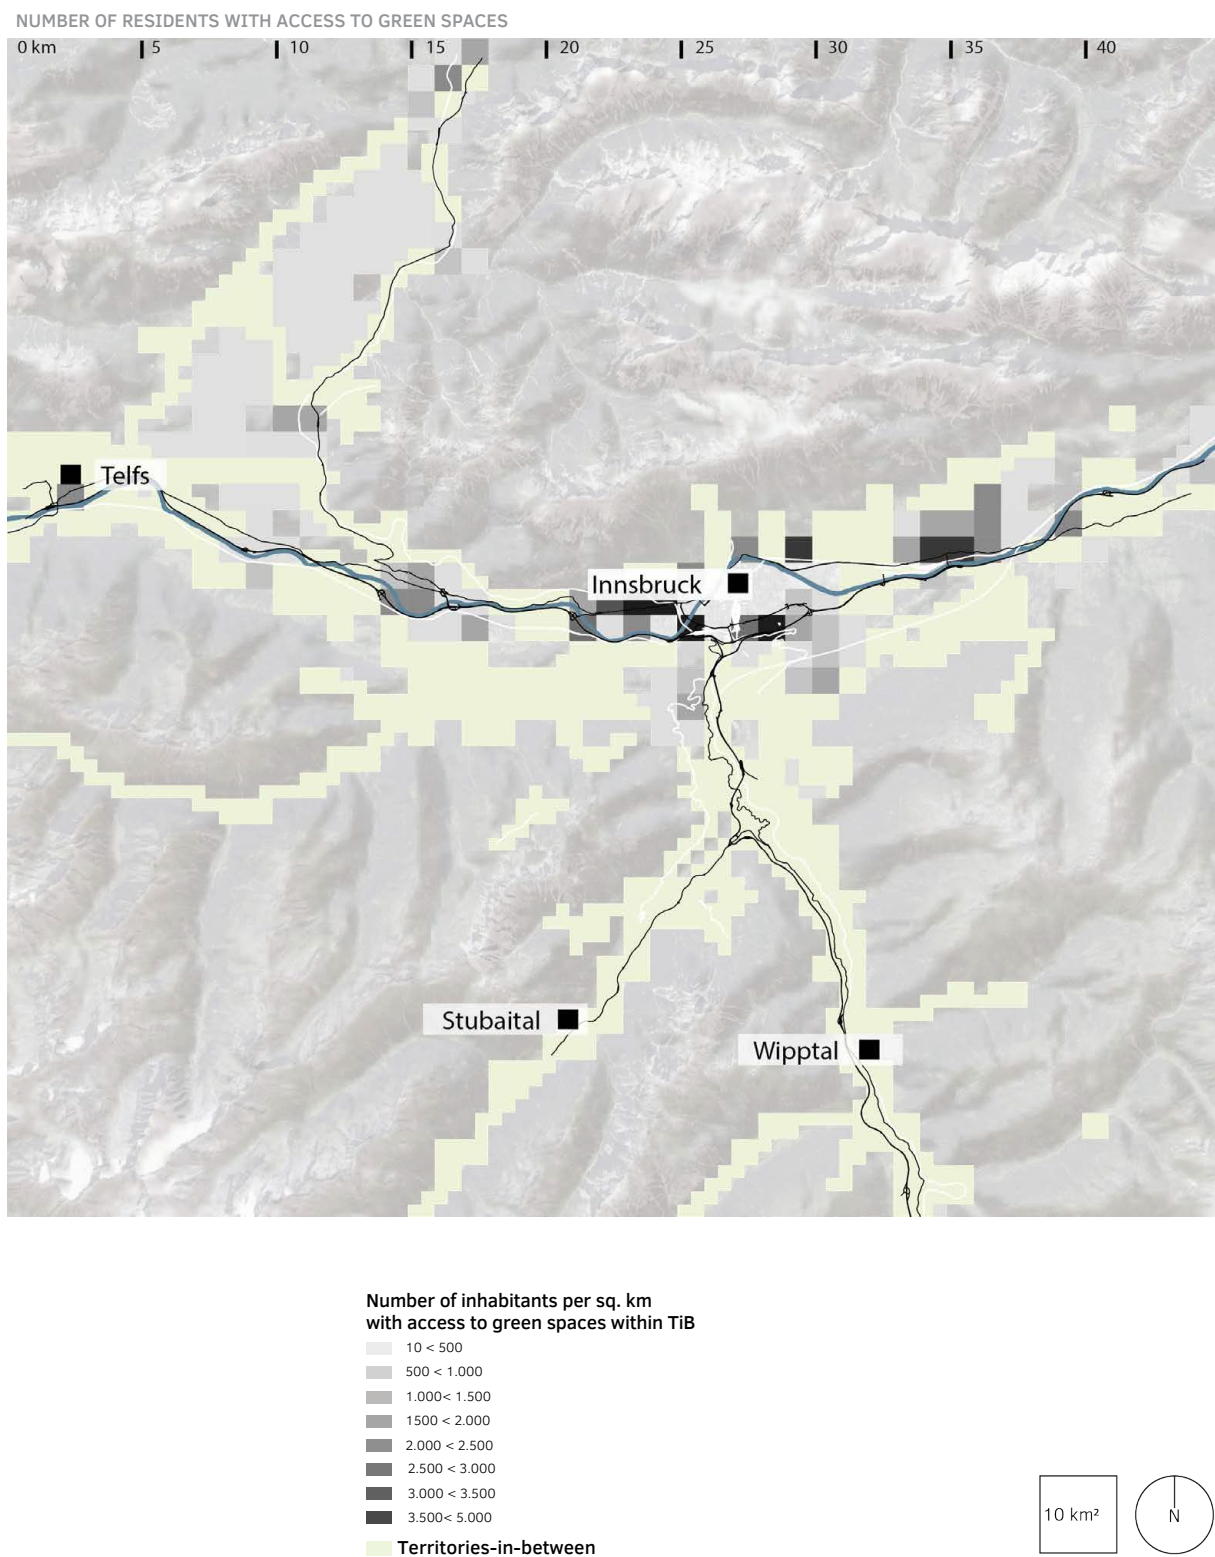 NUMBER OF RESIDENTS WITH ACCESS TO GREEN SPACES
0 km 5 10 15 20 25 30 35 40
Telfs
Innsbruck
Stubaital
Wipptal
Number of inhabitants per sq. km
with access to green spaces within TiB
10 < 500
500 < 1.000
1.000< 1.500
1500 < 2.000
2.000 < 2.500
2.500 < 3.000
3.000 < 3.500
3.500< 5.000
Territories-in-between
10 km²
N